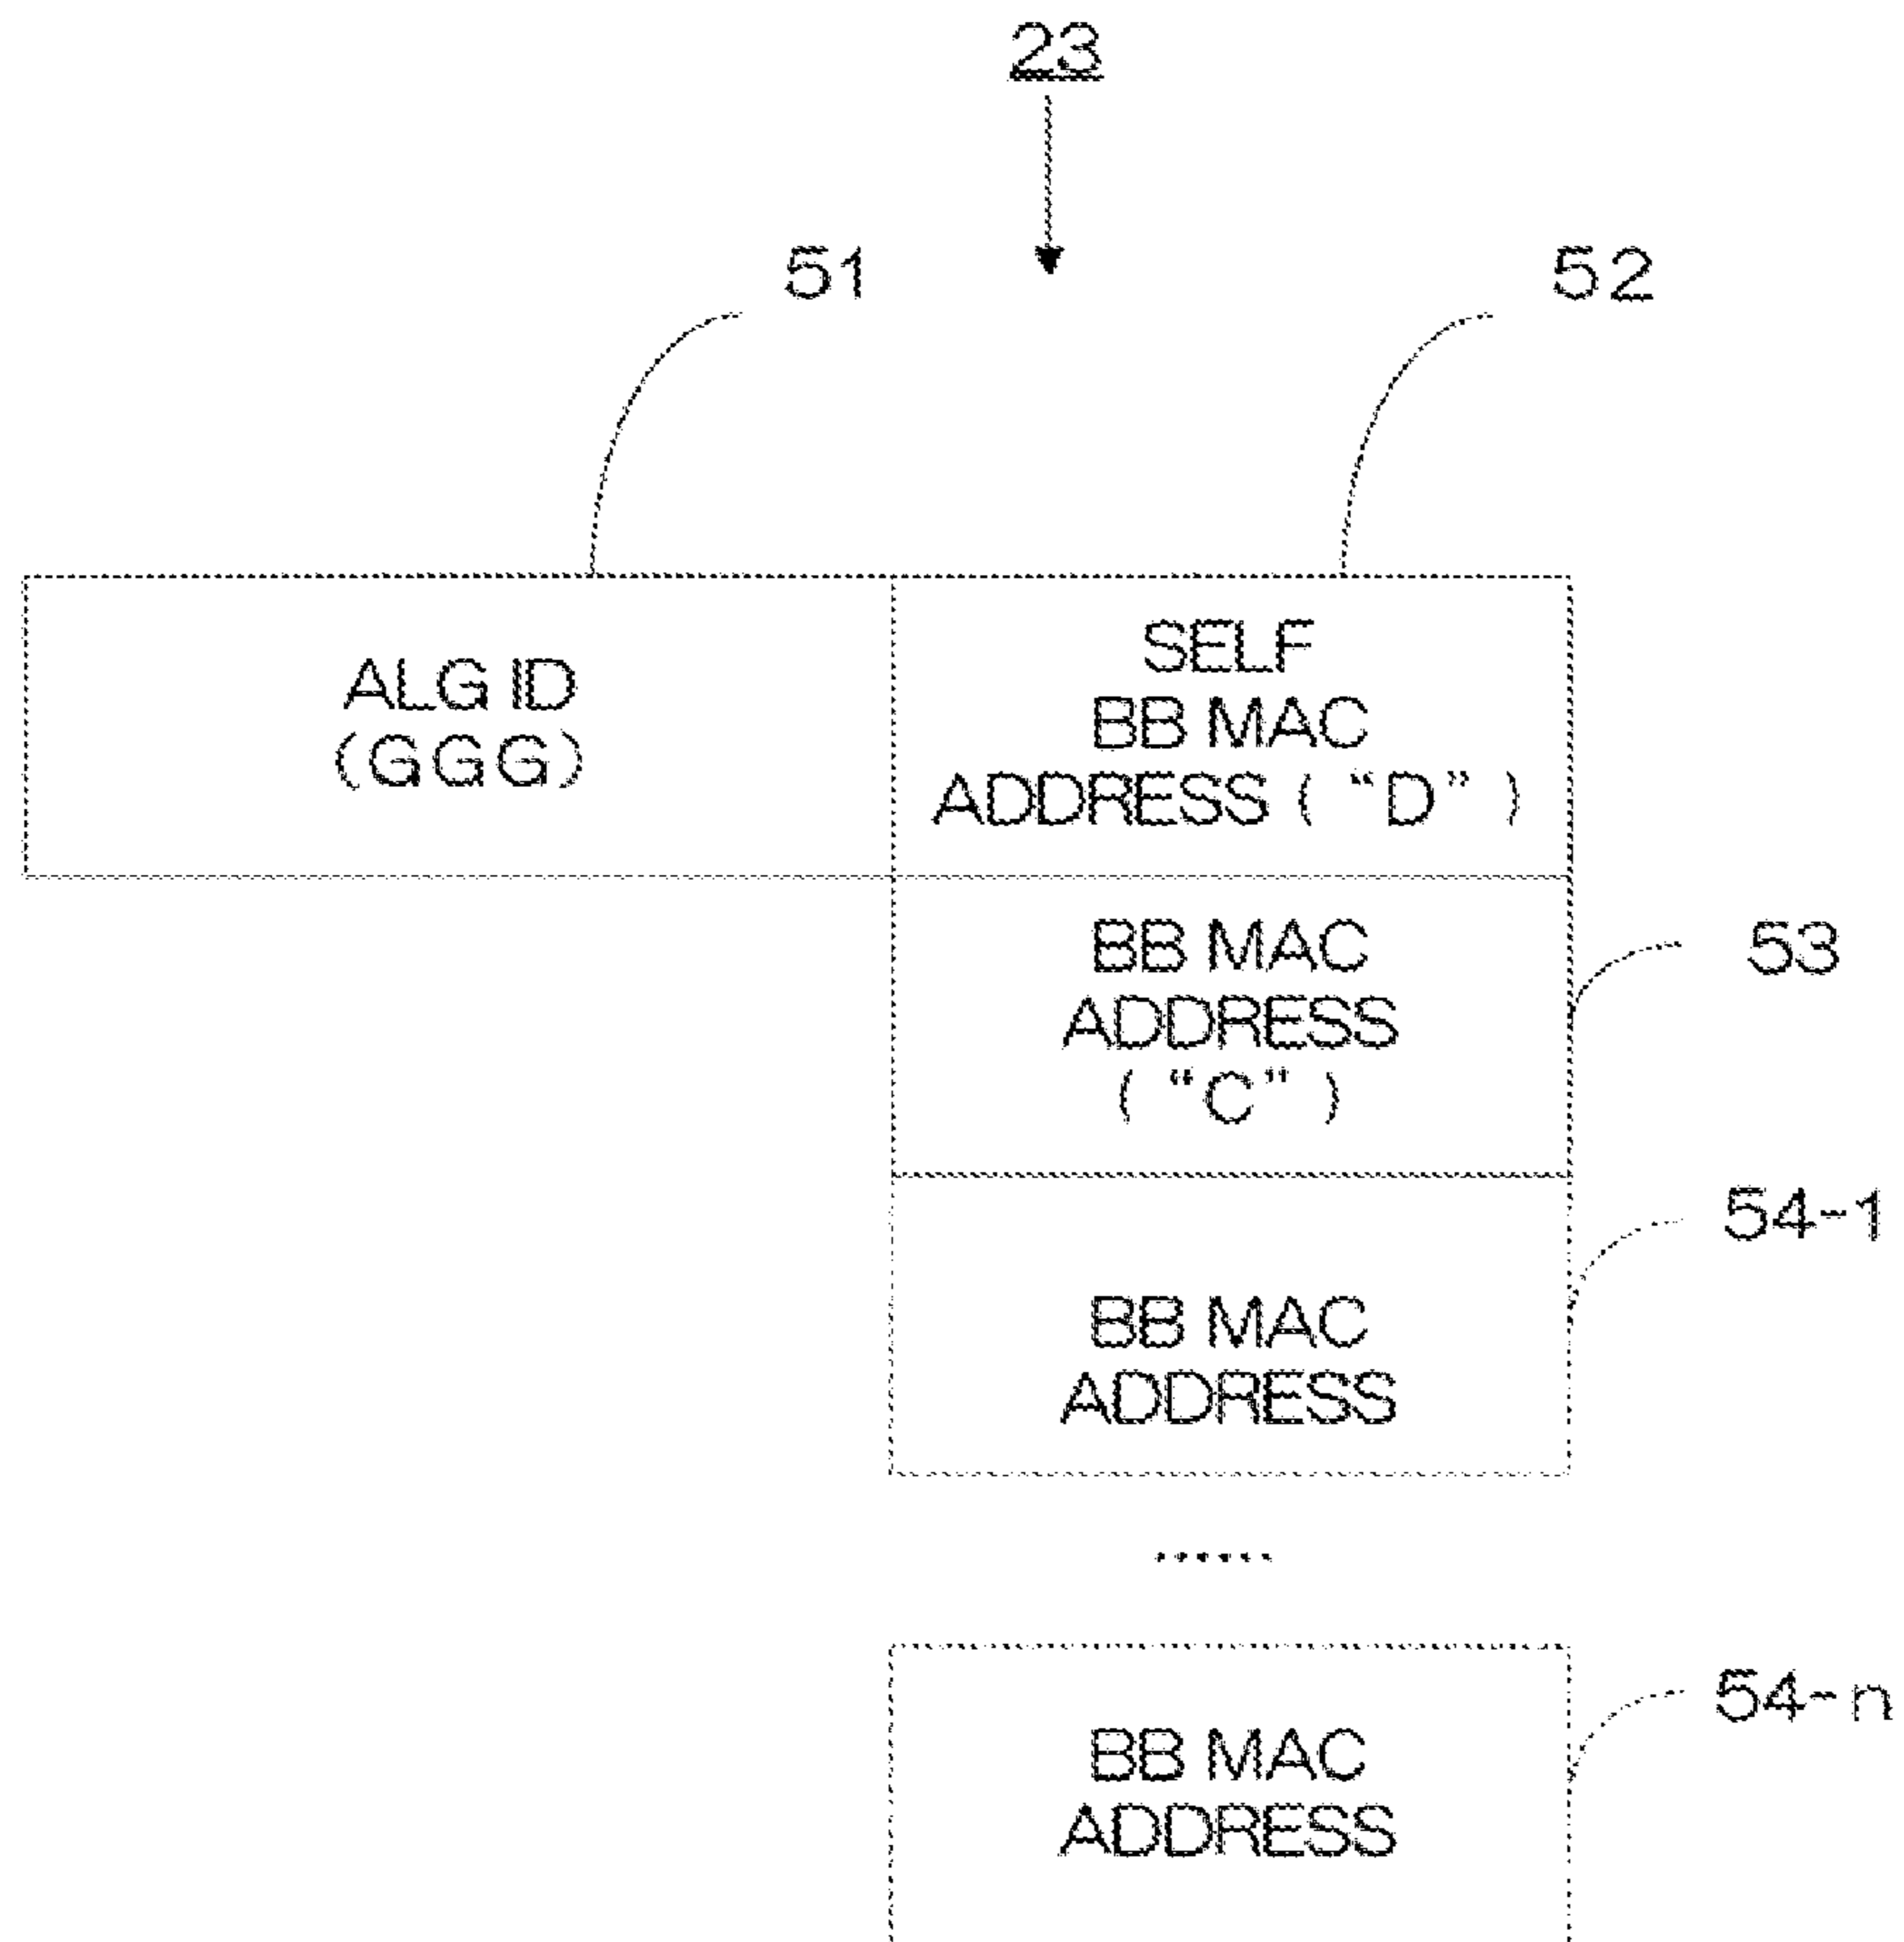 23
51
52
ALG ID
(GGG)
SELF
BB MAC
ADDRESS ( “D” )
BB MAC
ADDRESS
( “C” )
53
54-1
BB MAC
ADDRESS
......
54-n
BB MAC
ADDRESS